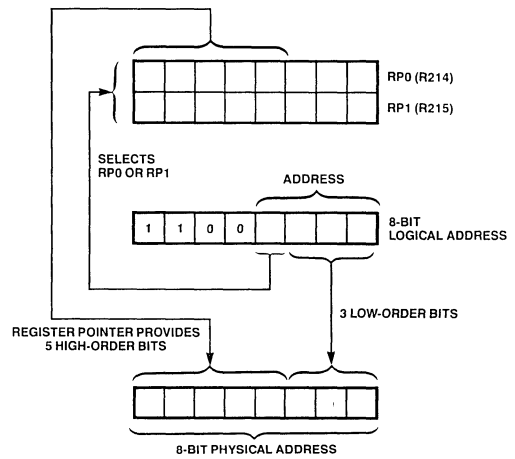 RP0 (R214)
RP1 (R215)
SELECTS
RP0 OR RP1
ADDRESS
1 1 0 0
8-BIT
LOGICAL ADDRESS
3 LOW-ORDER BITS
REGISTER POINTER PROVIDES
5 HIGH-ORDER BITS
8-BIT PHYSICAL ADDRESS